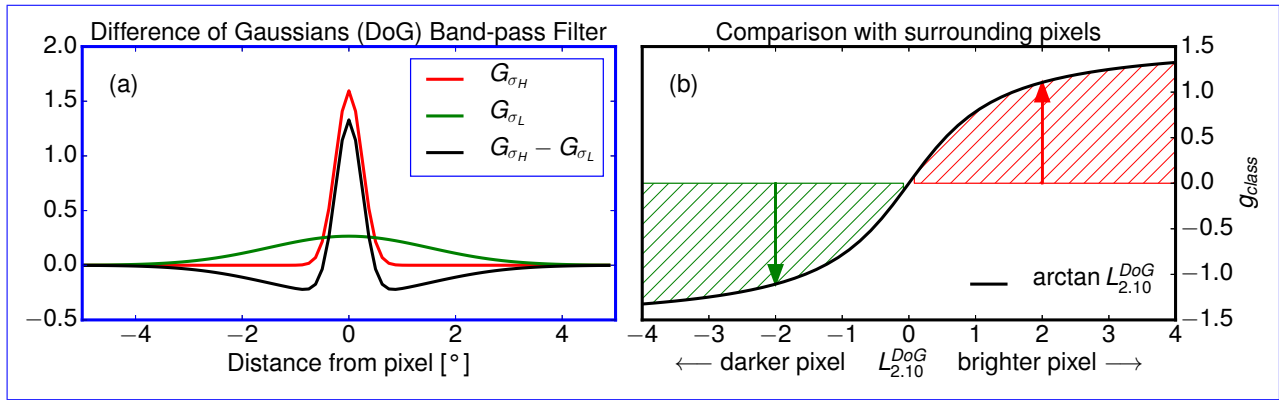 Difference of Gaussians (DoG) Band-pass Filter
(a)
G_{σ_H}
G_{σ_L}
G_{σ_H} − G_{σ_L}
2.0
1.5
1.0
0.5
0.0
−0.5
−4 −2 0 2 4
Distance from pixel [°]
Comparison with surrounding pixels
(b)
arctan L_{2.10}^{DoG}
1.5
1.0
0.5
0.0
−0.5
−1.0
−1.5
g_{class}
−4 −3 −2 −1 0 1 2 3 4
⟵ darker pixel L_{2.10}^{DoG} brighter pixel ⟶